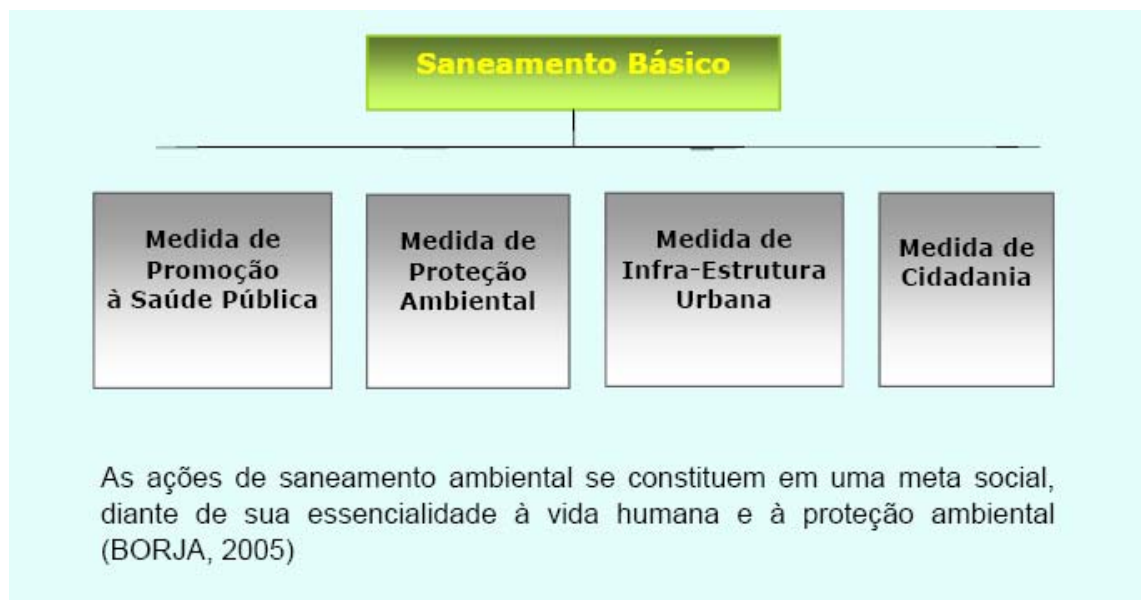 Saneamento Básico
Medida de
Promoção
à Saúde Pública
Medida de
Proteção
Ambiental
Medida de
Infra-Estrutura
Urbana
Medida de
Cidadania
As ações de saneamento ambiental se constituem em uma meta social,
diante de sua essencialidade à vida humana e à proteção ambiental
(BORJA, 2005)